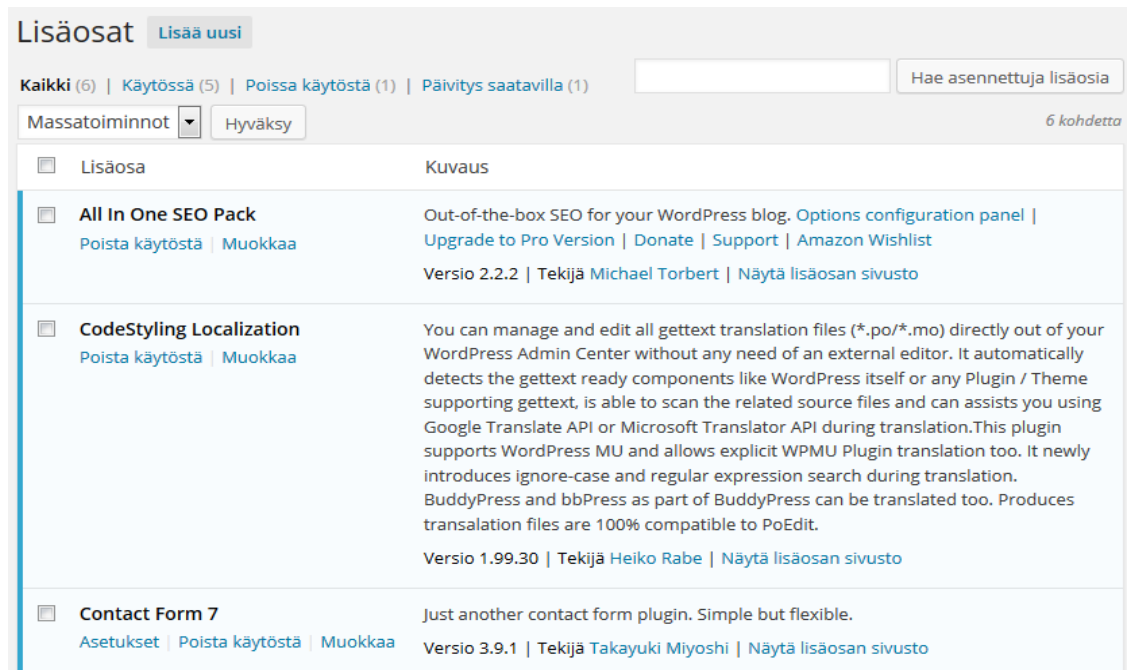 Lisäosat Lisää uusi
Kaikki (6) | Käytössä (5) | Poissa käytöstä (1) | Päivitys saatavilla (1) Hae asennettuja lisäosia
Massatoiminnot Hyväksy 6 kohdetta
Lisäosa Kuvaus
All In One SEO Pack Out-of-the-box SEO for your WordPress blog. Options configuration panel |
Poista käytöstä | Muokkaa Upgrade to Pro Version | Donate | Support | Amazon Wishlist
Versio 2.2.2 | Tekijä Michael Torbert | Näytä lisäosan sivusto
CodeStyling Localization You can manage and edit all gettext translation files (*.po/*.mo) directly out of your
Poista käytöstä | Muokkaa WordPress Admin Center without any need of an external editor. It automatically
detects the gettext ready components like WordPress itself or any Plugin / Theme
supporting gettext, is able to scan the related source files and can assists you using
Google Translate API or Microsoft Translator API during translation.This plugin
supports WordPress MU and allows explicit WPMU Plugin translation too. It newly
introduces ignore-case and regular expression search during translation.
BuddyPress and bbPress as part of BuddyPress can be translated too. Produces
transalation files are 100% compatible to PoEdit.
Versio 1.99.30 | Tekijä Heiko Rabe | Näytä lisäosan sivusto
Contact Form 7 Just another contact form plugin. Simple but flexible.
Asetukset | Poista käytöstä | Muokkaa Versio 3.9.1 | Tekijä Takayuki Miyoshi | Näytä lisäosan sivusto